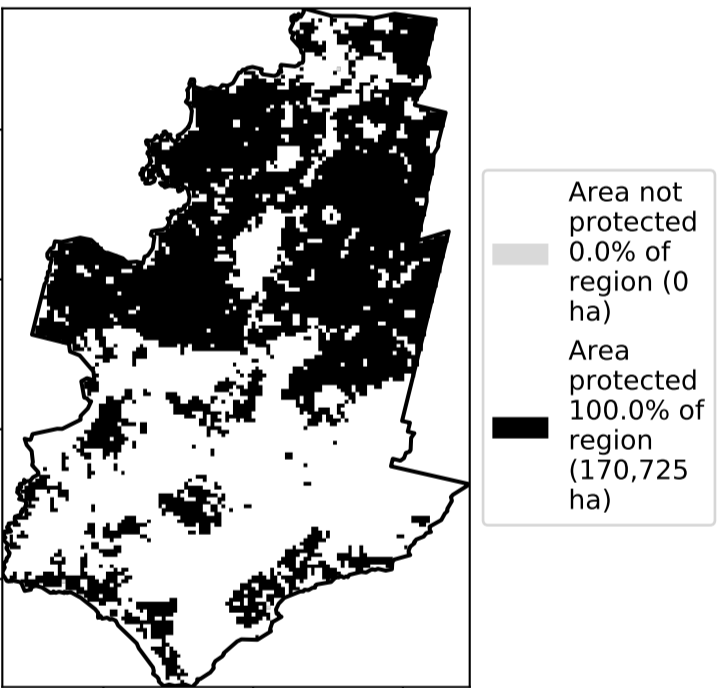 Area not
protected
0.0% of
region (0
ha)
Area
protected
100.0% of
region
(170,725
ha)